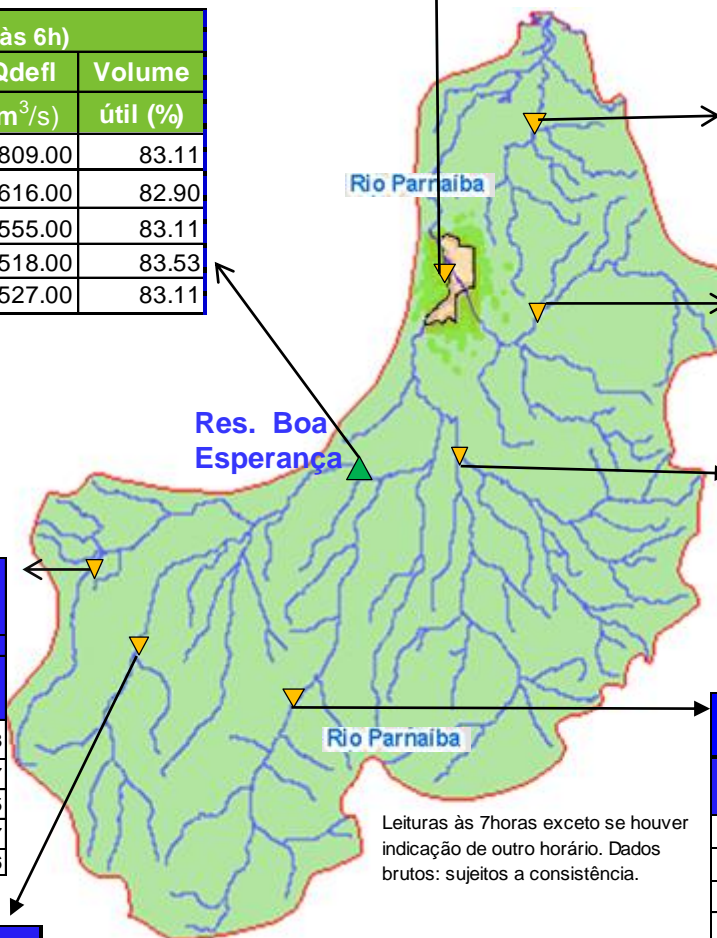 às 6h)
Qdefl Volume
m³/s) útil (%)
809.00 83.11
616.00 82.90
555.00 83.11
518.00 83.53
527.00 83.11
Rio Parnaiba
Res. Boa
Esperança
Rio Parnaiba
Leituras às 7horas exceto se houver
indicação de outro horário. Dados
brutos: sujeitos a consistência.